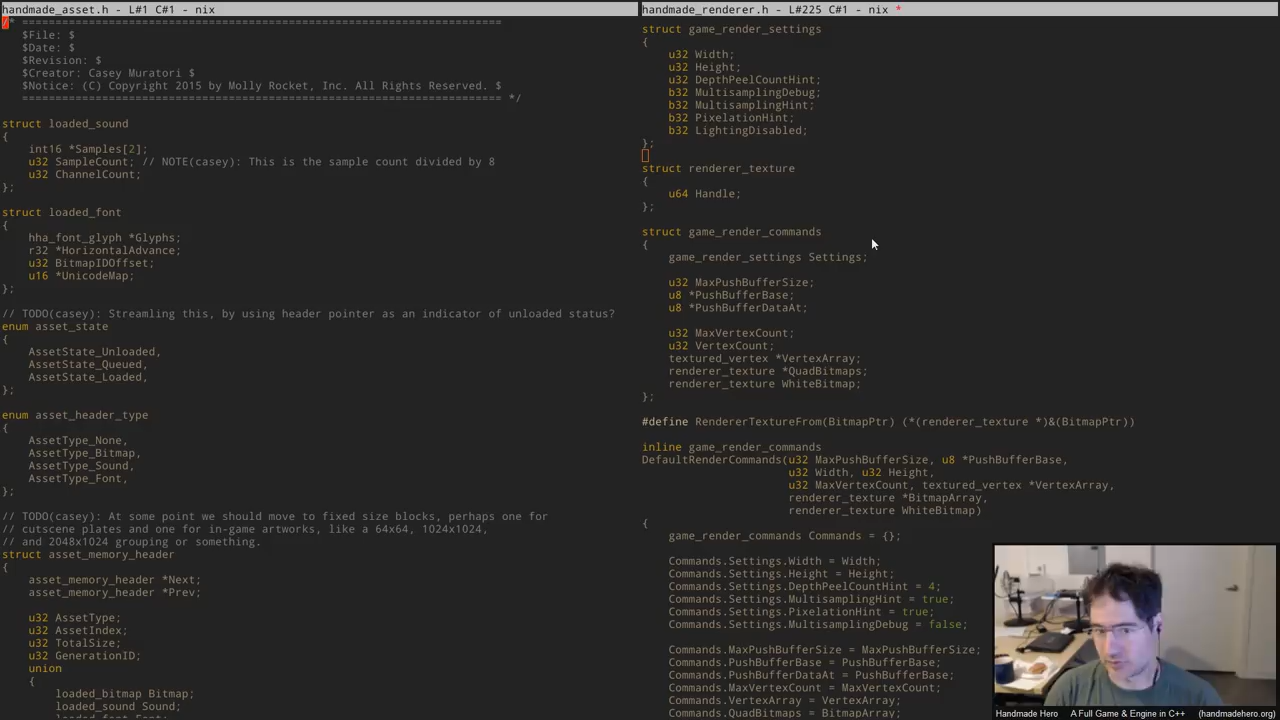 handmade_asset.h - L#1 C#1 - nix
/* ========================================================================
   $File: $
   $Date: $
   $Revision: $
   $Creator: Casey Muratori $
   $Notice: (C) Copyright 2015 by Molly Rocket, Inc. All Rights Reserved. $
   ======================================================================== */
struct loaded_sound
{
    int16 *Samples[2];
    u32 SampleCount; // NOTE(casey): This is the sample count divided by 8
    u32 ChannelCount;
};
struct loaded_font
{
    hha_font_glyph *Glyphs;
    r32 *HorizontalAdvance;
    u32 BitmapIDOffset;
    u16 *UnicodeMap;
};
// TODO(casey): Streamling this, by using header pointer as an indicator of unloaded status?
enum asset_state
{
    AssetState_Unloaded,
    AssetState_Queued,
    AssetState_Loaded,
};
enum asset_header_type
{
    AssetType_None,
    AssetType_Bitmap,
    AssetType_Sound,
    AssetType_Font,
};
// TODO(casey): At some point we should move to fixed size blocks, perhaps one for
// cutscene plates and one for in-game artworks, like a 64x64, 1024x1024,
// and 2048x1024 grouping or something.
struct asset_memory_header
{
    asset_memory_header *Next;
    asset_memory_header *Prev;
    u32 AssetType;
    u32 AssetIndex;
    u32 TotalSize;
    u32 GenerationID;
    union
    {
        loaded_bitmap Bitmap;
        loaded_sound Sound;
handmade_renderer.h - L#225 C#1 - nix *
struct game_render_settings
{
    u32 Width;
    u32 Height;
    u32 DepthPeelCountHint;
    b32 MultisamplingDebug;
    b32 MultisamplingHint;
    b32 PixelationHint;
    b32 LightingDisabled;
};
struct renderer_texture
{
    u64 Handle;
};
struct game_render_commands
{
    game_render_settings Settings;
    u32 MaxPushBufferSize;
    u8 *PushBufferBase;
    u8 *PushBufferDataAt;
    u32 MaxVertexCount;
    u32 VertexCount;
    textured_vertex *VertexArray;
    renderer_texture *QuadBitmaps;
    renderer_texture WhiteBitmap;
};
#define RendererTextureFrom(BitmapPtr) (*(renderer_texture *)&(BitmapPtr))
inline game_render_commands
DefaultRenderCommands(u32 MaxPushBufferSize, u8 *PushBufferBase,
                      u32 Width, u32 Height,
                      u32 MaxVertexCount, textured_vertex *VertexArray,
                      renderer_texture *BitmapArray,
                      renderer_texture WhiteBitmap)
{
    game_render_commands Commands = {};
    Commands.Settings.Width = Width;
    Commands.Settings.Height = Height;
    Commands.Settings.DepthPeelCountHint = 4;
    Commands.Settings.MultisamplingHint = true;
    Commands.Settings.PixelationHint = true;
    Commands.Settings.MultisamplingDebug = false;
    Commands.MaxPushBufferSize = MaxPushBufferSize;
    Commands.PushBufferBase = PushBufferBase;
    Commands.PushBufferDataAt = PushBufferBase;
    Commands.MaxVertexCount = MaxVertexCount;
    Commands.VertexArray = VertexArray;
    Commands.QuadBitmaps = BitmapArray;
Handmade Hero    A Full Game & Engine in C++    (handmadehero.org)